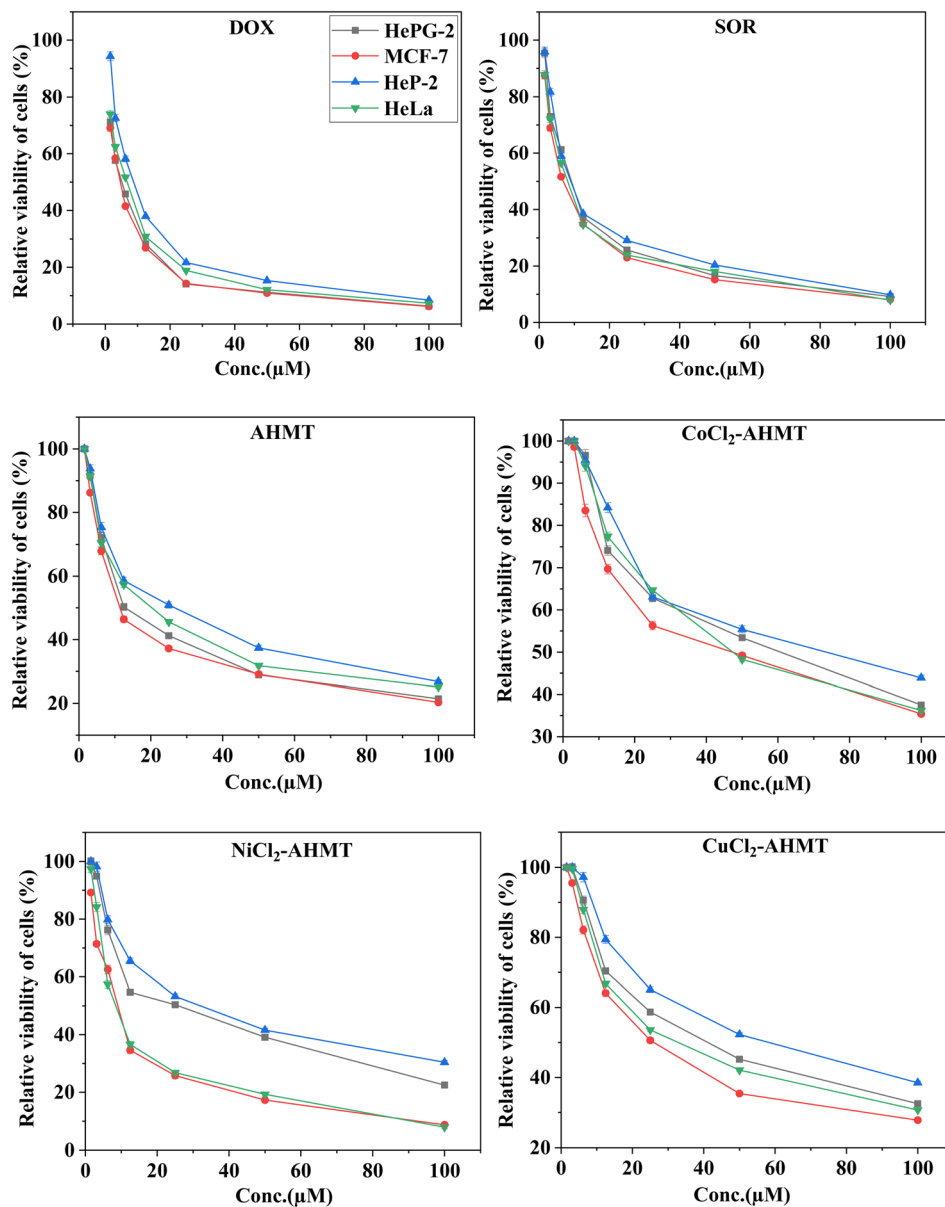 DOX
HePG-2
MCF-7
HeP-2
HeLa
Relative viability of cells (%)
100
80
60
40
20
0
0 20 40 60 80 100
Conc.(μM)
SOR
Relative viability of cells (%)
100
80
60
40
20
0
0 20 40 60 80 100
Conc.(μM)
AHMT
Relative viability of cells (%)
100
80
60
40
20
0 20 40 60 80 100
Conc.(μM)
CoCl₂-AHMT
Relative viability of cells (%)
100
90
80
70
60
50
40
30
0 20 40 60 80 100
Conc.(μM)
NiCl₂-AHMT
Relative viability of cells (%)
100
80
60
40
20
0
0 20 40 60 80 100
Conc.(μM)
CuCl₂-AHMT
Relative viability of cells (%)
100
80
60
40
20
0 20 40 60 80 100
Conc.(μM)